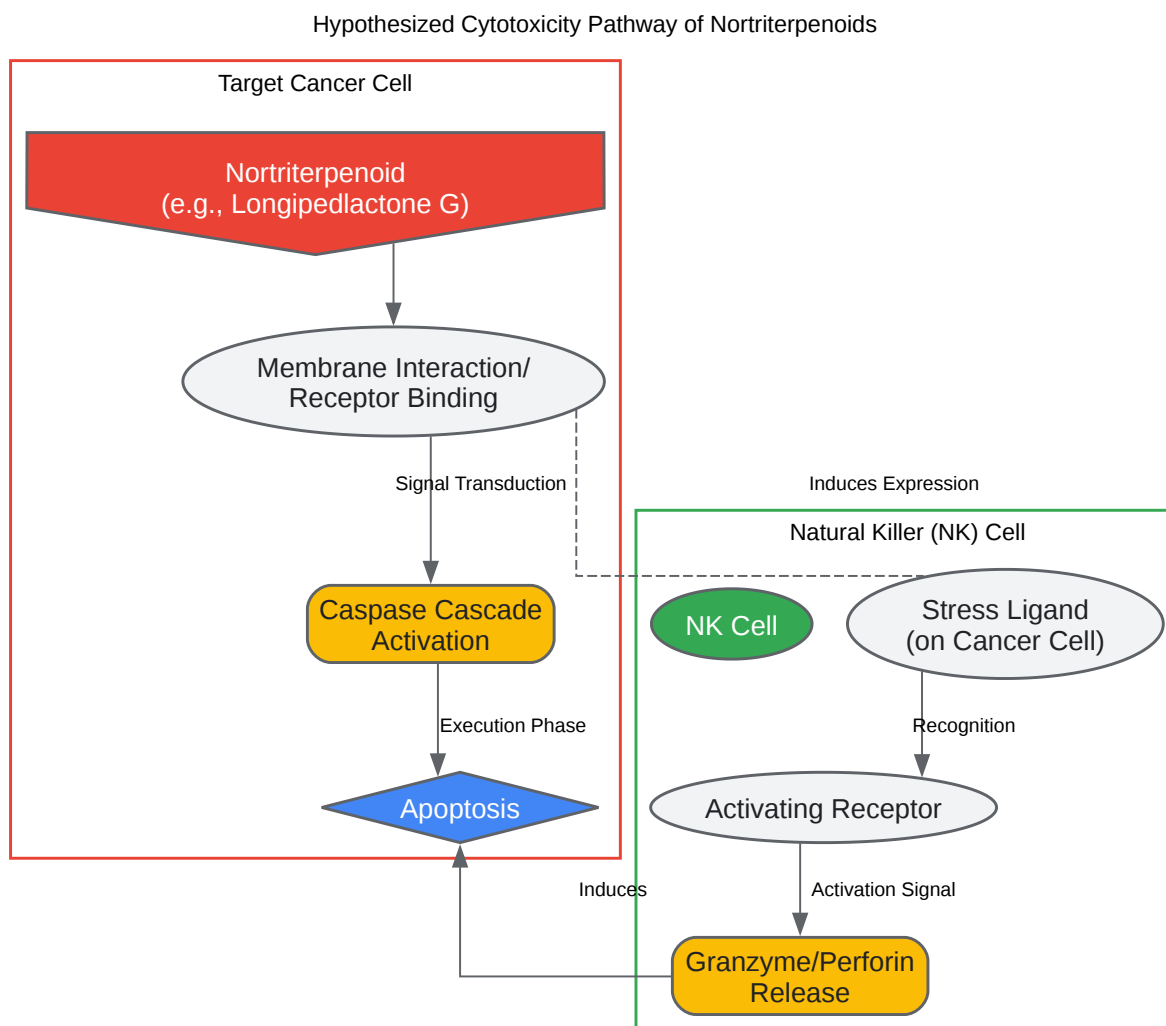 Hypothesized Cytotoxicity Pathway of Nortriterpenoids
Target Cancer Cell
Nortriterpenoid
(e.g., Longipedlactone G)
Membrane Interaction/
Receptor Binding
Signal Transduction
Induces Expression
Natural Killer (NK) Cell
Caspase Cascade
Activation
NK Cell
Stress Ligand
(on Cancer Cell)
Execution Phase
Recognition
Apoptosis
Activating Receptor
Induces
Activation Signal
Granzyme/Perforin
Release